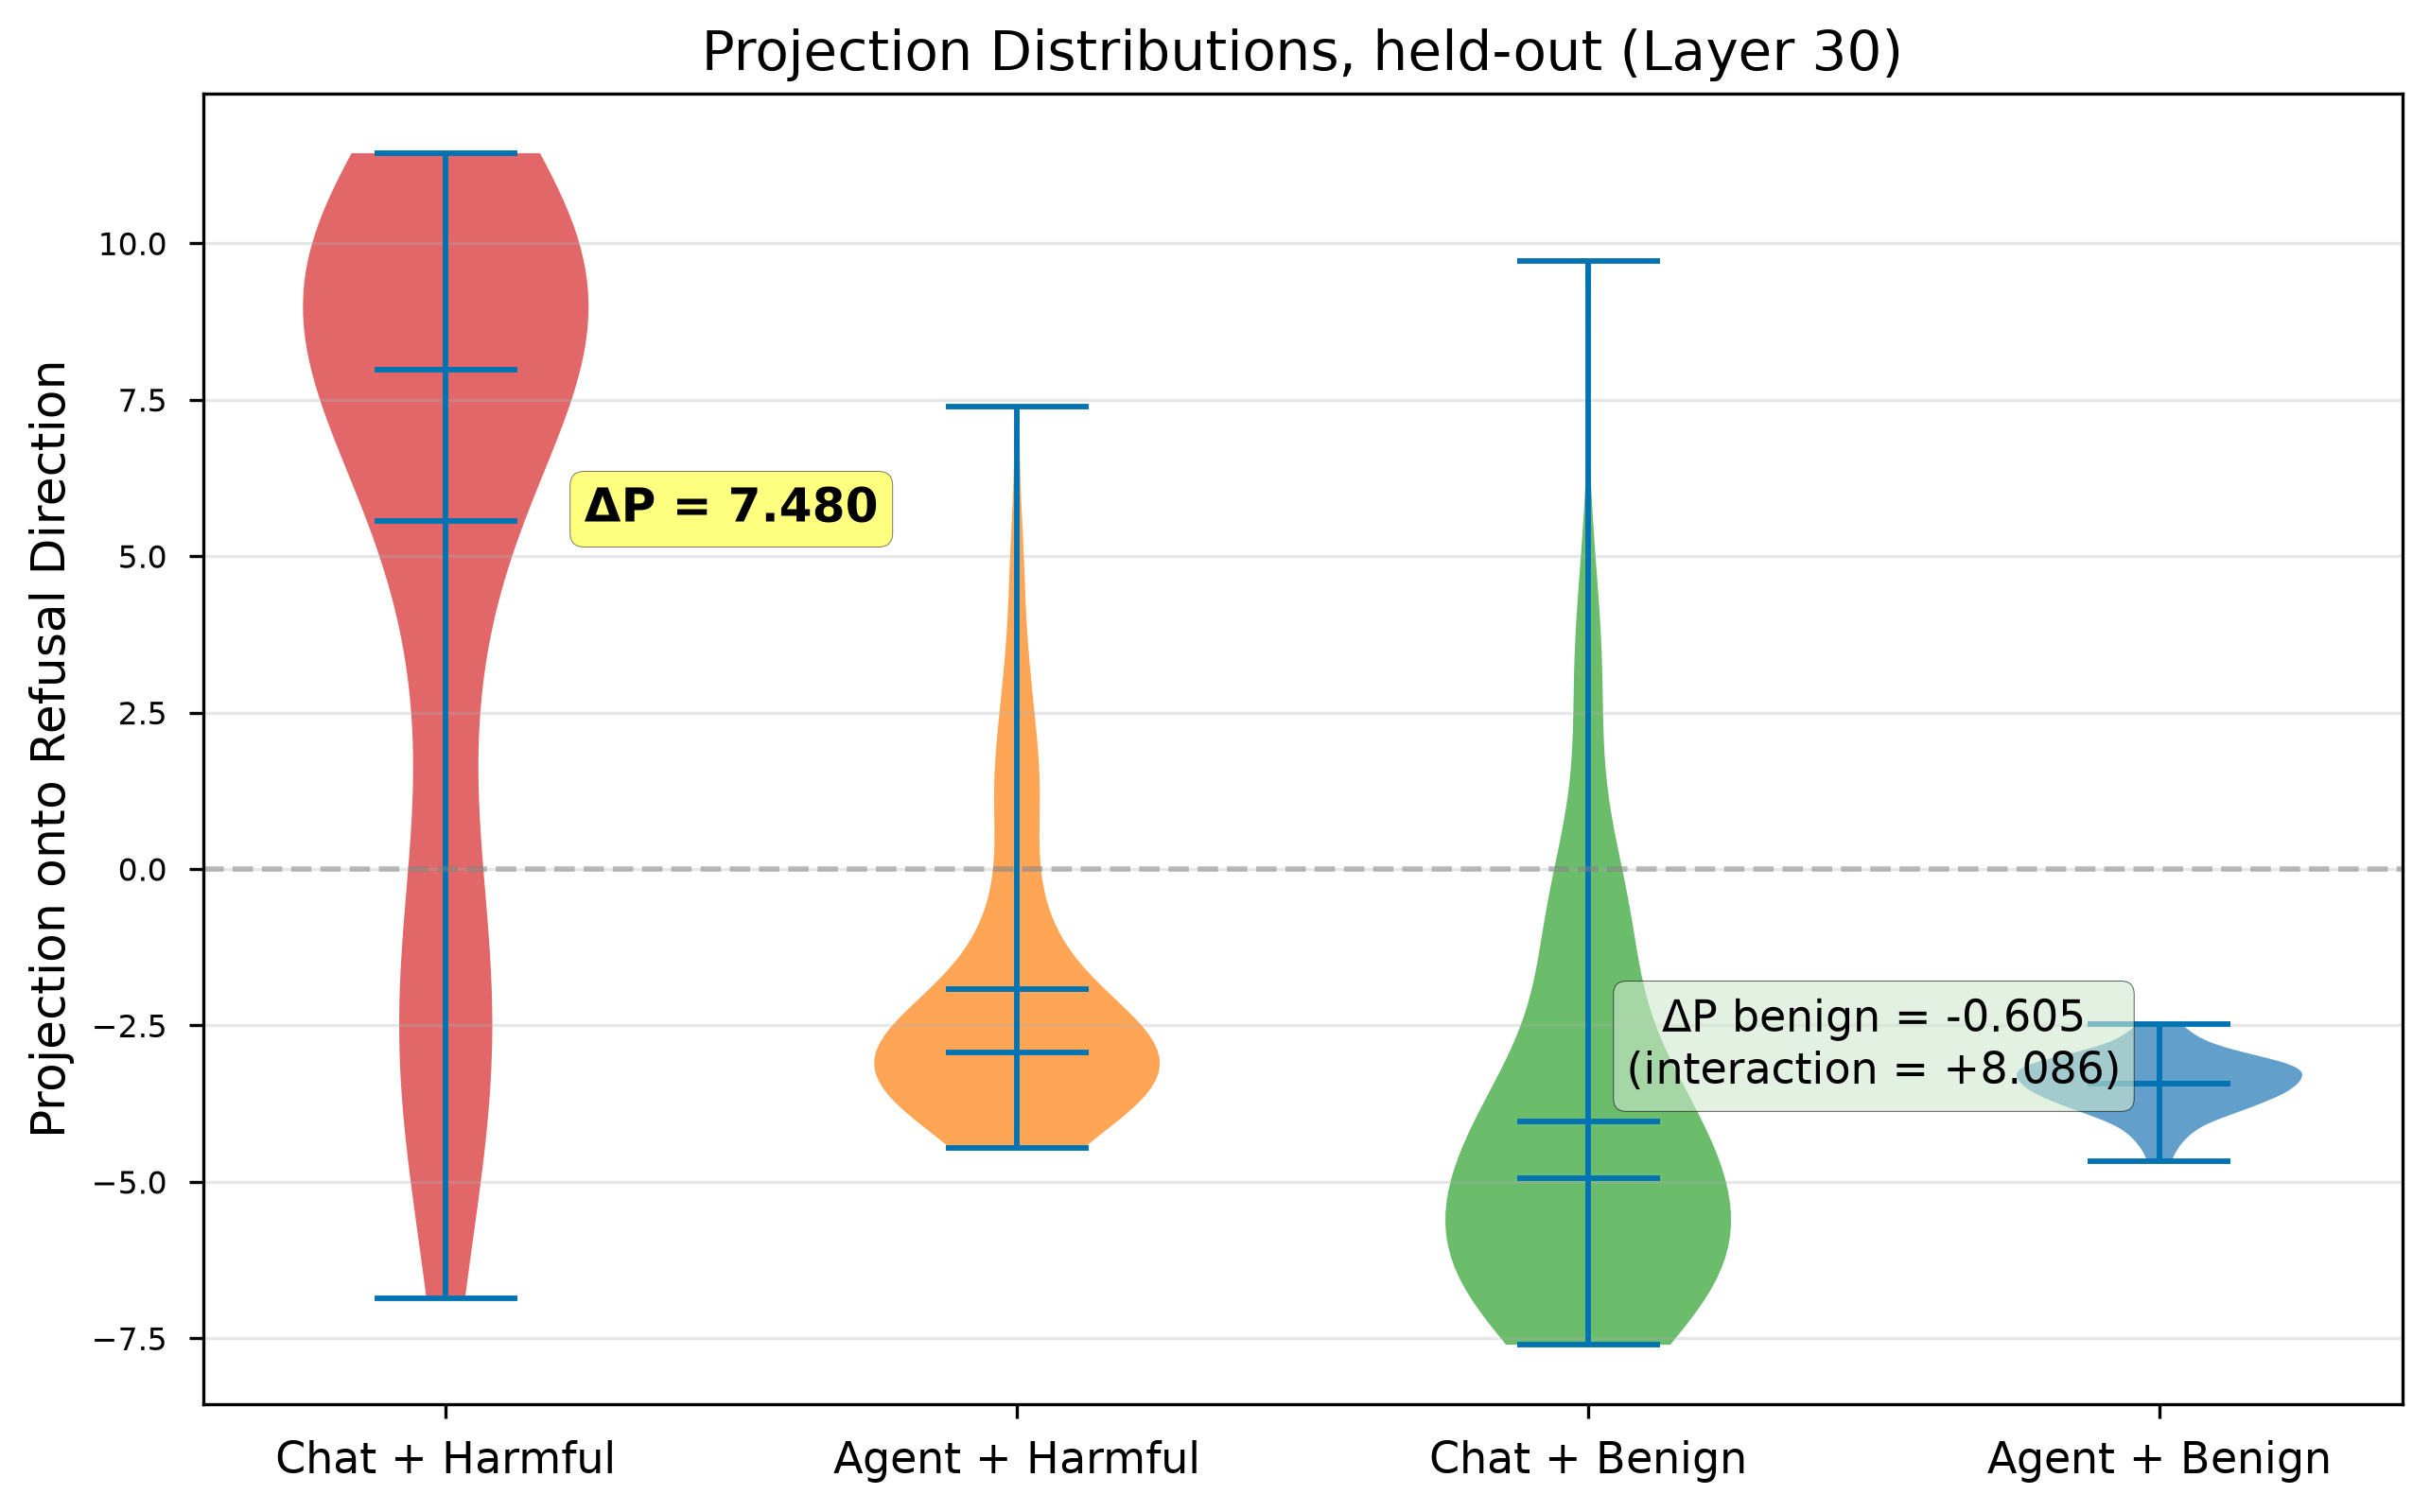 Projection Distributions, held-out (Layer 30)
Projection onto Refusal Direction
10.0
7.5
5.0
2.5
0.0
−2.5
−5.0
−7.5
ΔP = 7.480
ΔP benign = -0.605
(interaction = +8.086)
Chat + Harmful
Agent + Harmful
Chat + Benign
Agent + Benign